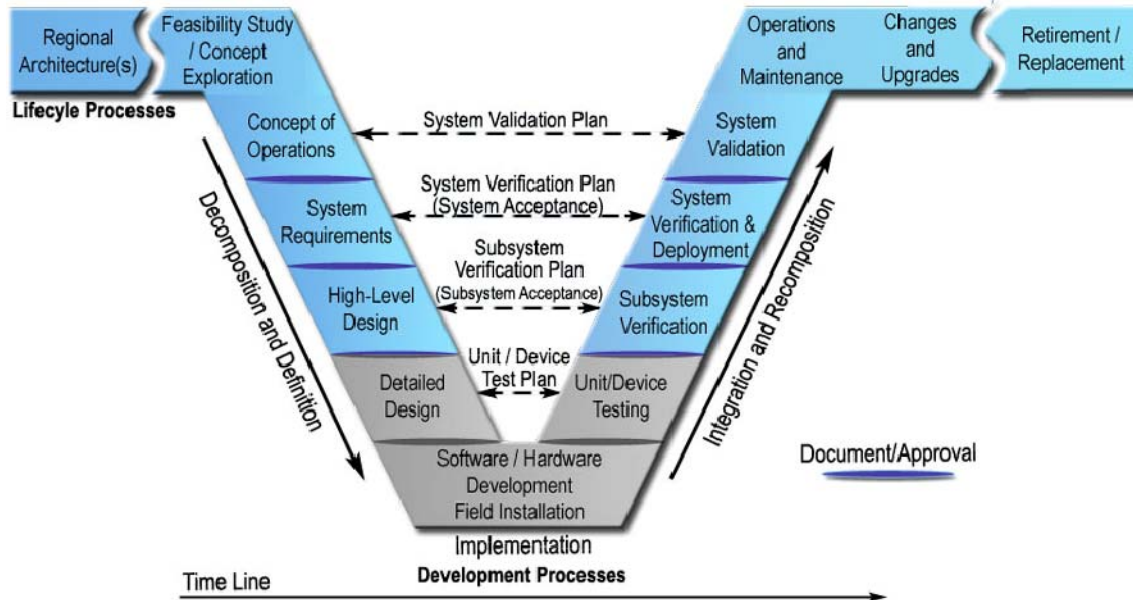 Regional
Architecture(s)
Feasibility Study
/ Concept
Exploration
Operations
and
Maintenance
Changes
and
Upgrades
Retirement /
Replacement
Lifecyle Processes
Concept of
Operations
System Validation Plan
System
Validation
System
Requirements
System Verification Plan
(System Acceptance)
System
Verification &
Deployment
High-Level
Design
Subsystem
Verification Plan
(Subsystem Acceptance)
Subsystem
Verification
Detailed
Design
Unit / Device
Test Plan
Unit/Device
Testing
Decomposition and Definition
Integration and Recomposition
Software / Hardware
Development
Field Installation
Document/Approval
Implementation
Development Processes
Time Line